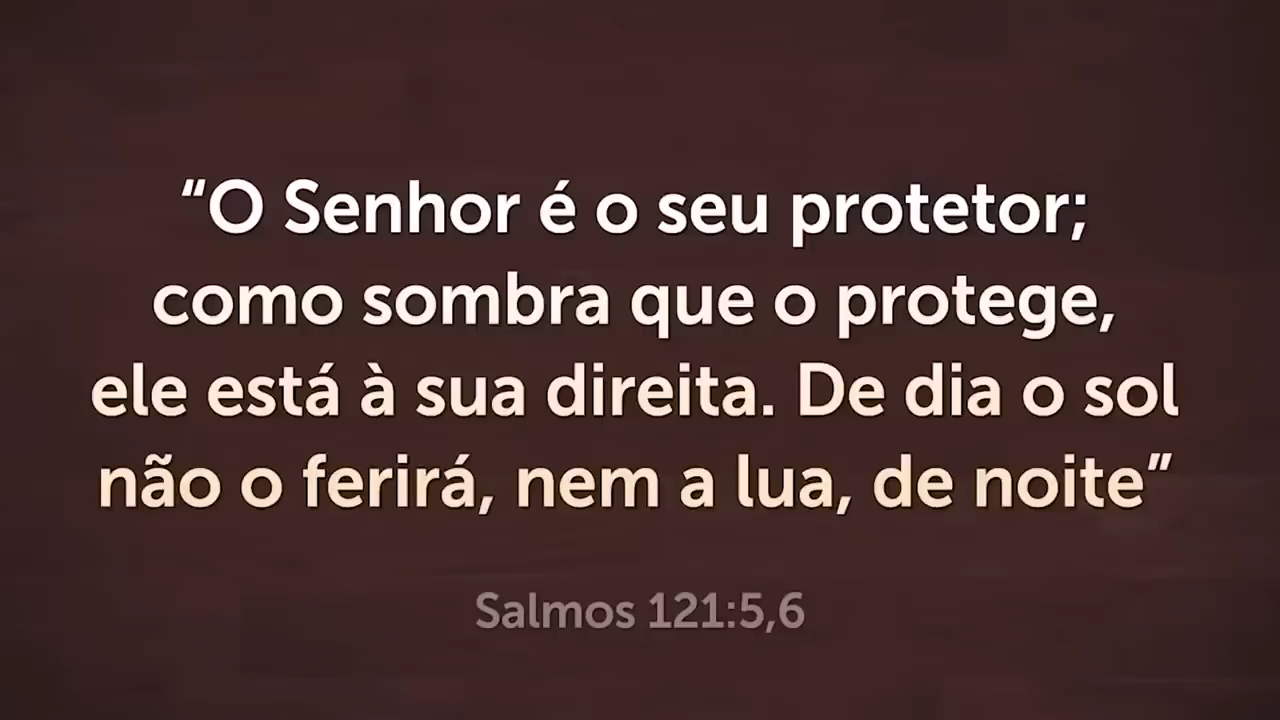 “O Senhor é o seu protetor;
como sombra que o protege,
ele está à sua direita. De dia o sol
não o ferirá, nem a lua, de noite”
Salmos 121:5,6